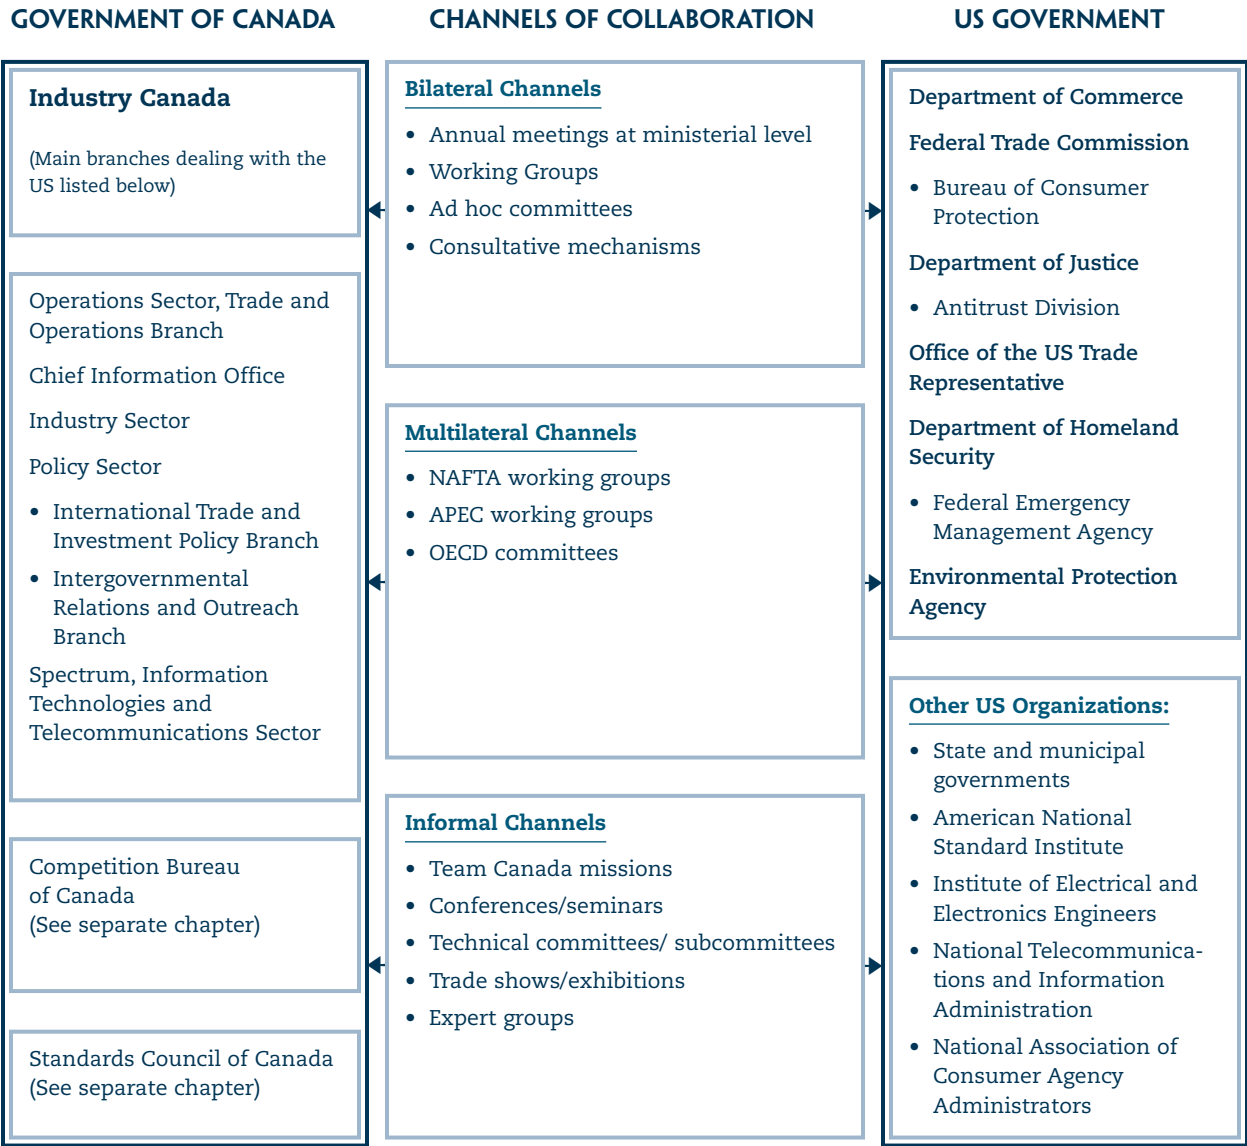 GOVERNMENT OF CANADA
Industry Canada
(Main branches dealing with the
US listed below)
Operations Sector, Trade and
Operations Branch
Chief Information Office
Industry Sector
Policy Sector
• International Trade and
Investment Policy Branch
• Intergovernmental
Relations and Outreach
Branch
Spectrum, Information
Technologies and
Telecommunications Sector
Competition Bureau
of Canada
(See separate chapter)
Standards Council of Canada
(See separate chapter)
CHANNELS OF COLLABORATION
Bilateral Channels
• Annual meetings at ministerial level
• Working Groups
• Ad hoc committees
• Consultative mechanisms
Multilateral Channels
• NAFTA working groups
• APEC working groups
• OECD committees
Informal Channels
• Team Canada missions
• Conferences/seminars
• Technical committees/ subcommittees
• Trade shows/exhibitions
• Expert groups
US GOVERNMENT
Department of Commerce
Federal Trade Commission
• Bureau of Consumer
Protection
Department of Justice
• Antitrust Division
Office of the US Trade
Representative
Department of Homeland
Security
• Federal Emergency
Management Agency
Environmental Protection
Agency
Other US Organizations:
• State and municipal
governments
• American National
Standard Institute
• Institute of Electrical and
Electronics Engineers
• National Telecommunica-
tions and Information
Administration
• National Association of
Consumer Agency
Administrators